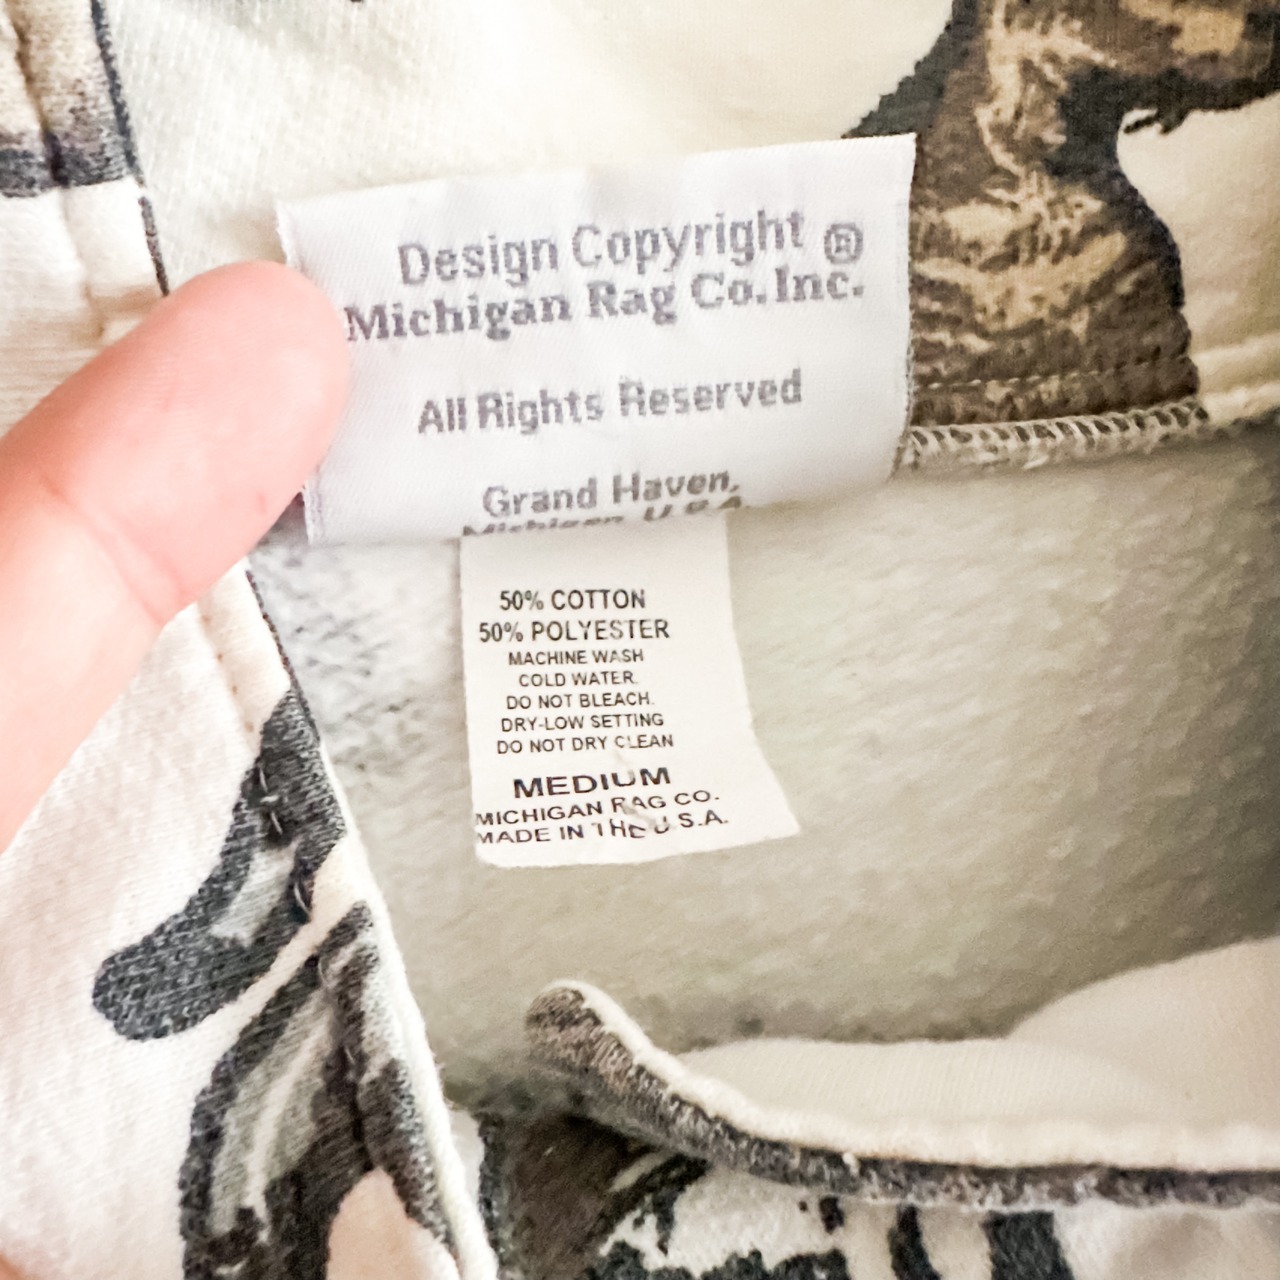 Design Copyright ®
Michigan Rag Co. Inc.
All Rights Reserved
Grand Haven,
Michigan, U.S.A.
50% COTTON
50% POLYESTER
MACHINE WASH
COLD WATER.
DO NOT BLEACH.
DRY-LOW SETTING
DO NOT DRY CLEAN
MEDIUM
MICHIGAN RAG CO.
MADE IN THE U.S.A.